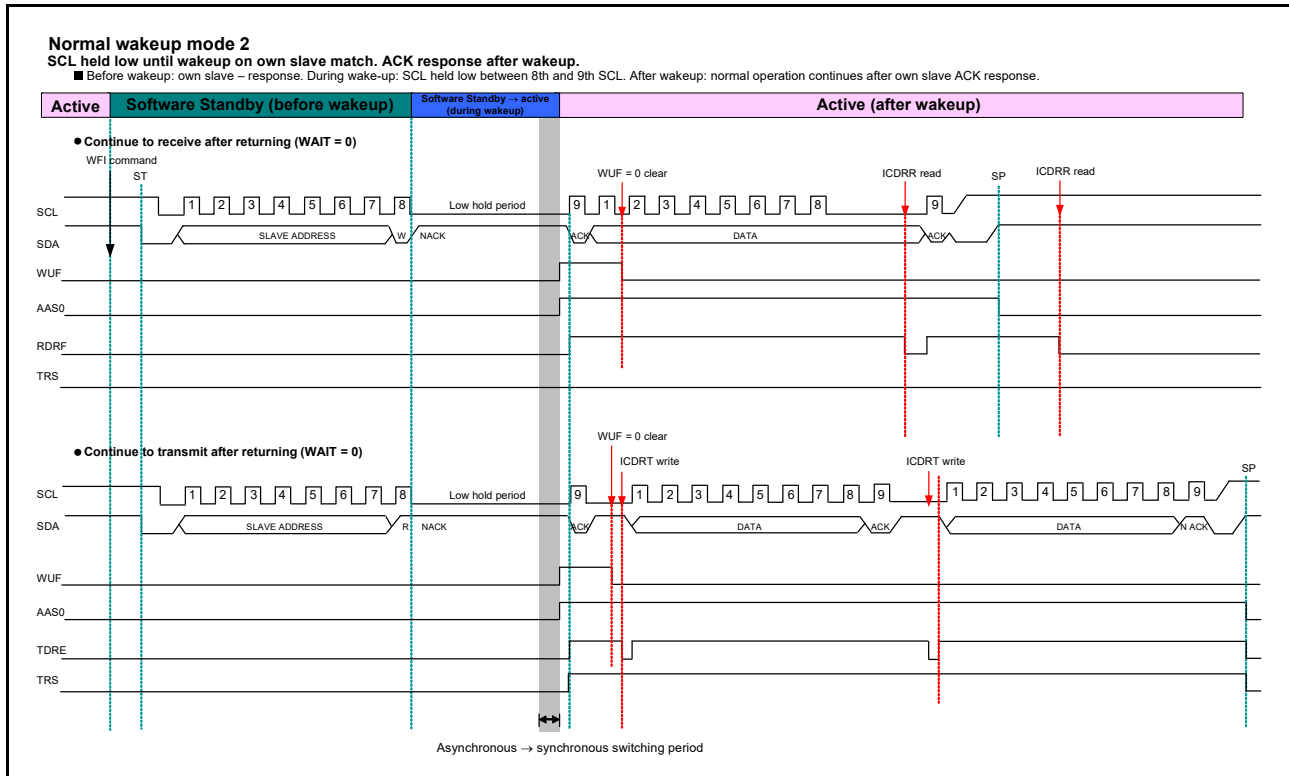 Normal wakeup mode 2
SCL held low until wakeup on own slave match. ACK response after wakeup.
■ Before wakeup: own slave – response. During wake-up: SCL held low between 8th and 9th SCL. After wakeup: normal operation continues after own slave ACK response.
Active
Software Standby (before wakeup)
Software Standby → active
(during wakeup)
Active (after wakeup)
● Continue to receive after returning (WAIT = 0)
WFI command
ST
WUF = 0 clear
ICDRR read
SP
ICDRR read
SCL
1 2 3 4 5 6 7 8
Low hold period
9 1 2 3 4 5 6 7 8 9
SDA
SLAVE ADDRESS
W
NACK
ACK
DATA
ACK
WUF
AAS0
RDRF
TRS
● Continue to transmit after returning (WAIT = 0)
WUF = 0 clear
ICDRT write
ICDRT write
SP
SCL
1 2 3 4 5 6 7 8
Low hold period
9 1 2 3 4 5 6 7 8 9 1 2 3 4 5 6 7 8 9
SDA
SLAVE ADDRESS
R
NACK
ACK
DATA
ACK
DATA
N ACK
WUF
AAS0
TDRE
TRS
Asynchronous → synchronous switching period